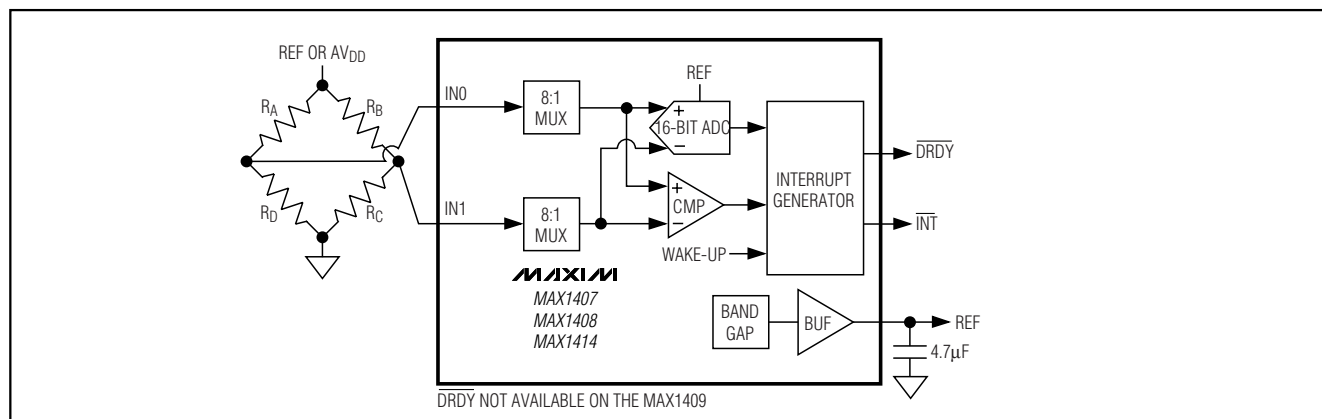 REF OR AVDD
RA
RB
RD
RC
IN0
IN1
8:1
MUX
8:1
MUX
REF
+
16-BIT ADC
−
+
CMP
−
WAKE-UP
INTERRUPT
GENERATOR
DRDY
INT
MAXIM
MAX1407
MAX1408
MAX1414
BAND
GAP
BUF
REF
4.7µF
DRDY NOT AVAILABLE ON THE MAX1409